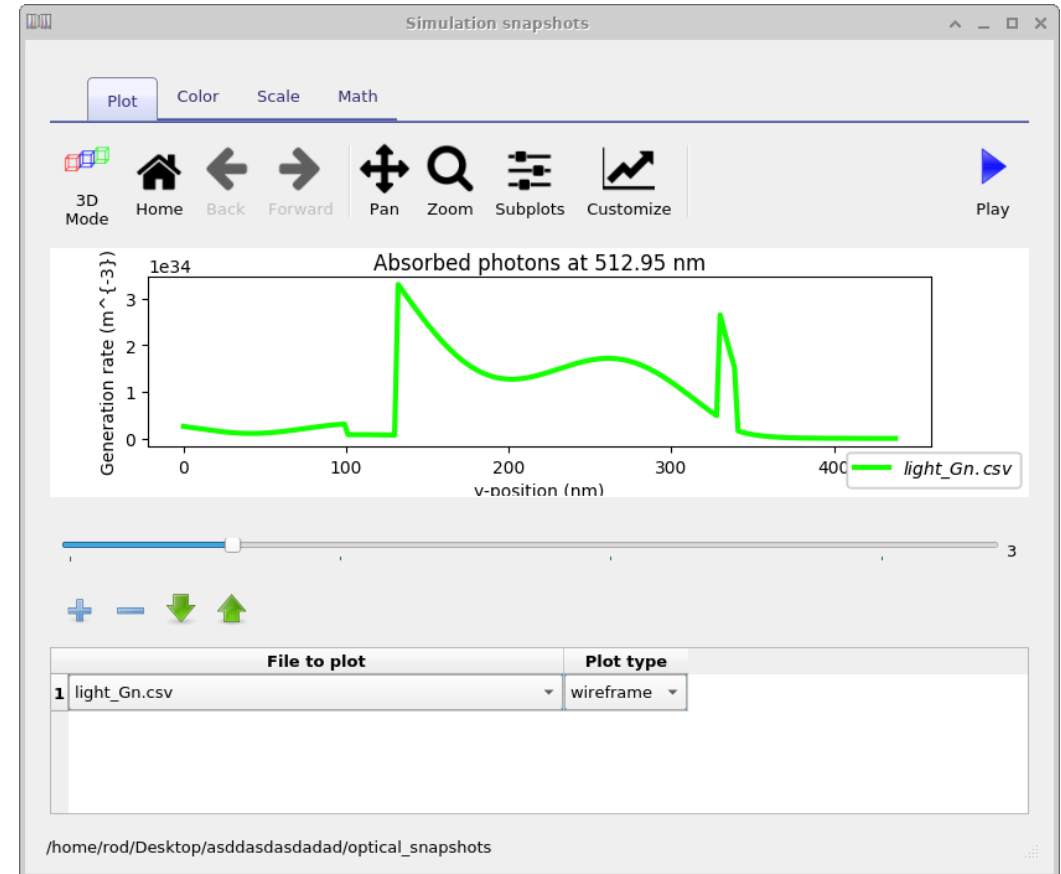 Simulation snapshots
Plot Color Scale Math
3D Mode Home Back Forward Pan Zoom Subplots Customize Play
Absorbed photons at 512.95 nm
1e34
Generation rate (m^{-3})
3
2
1
0
0 100 200 300 400
y-position (nm)
light_Gn.csv
3
File to plot Plot type
1 light_Gn.csv wireframe
/home/rod/Desktop/asddasdasdadad/optical_snapshots